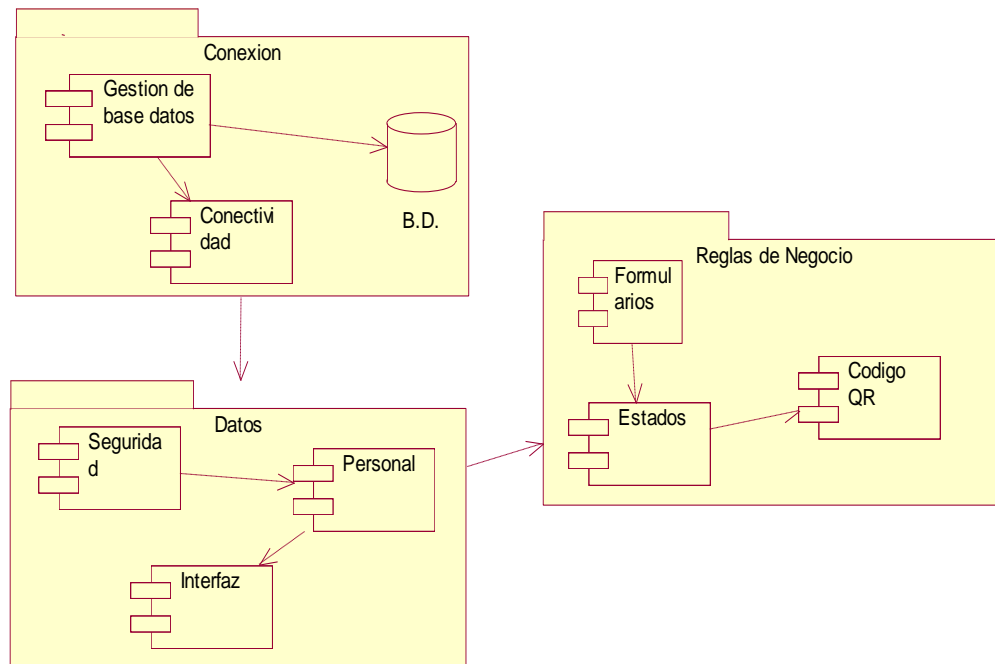 Conexion
Gestion de
base datos
Conectivi
dad
B.D.
Reglas de Negocio
Formul
arios
Codigo
QR
Estados
Datos
Segurida
d
Personal
Interfaz